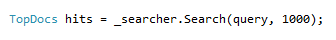 TopDocs hits = _searcher.Search(query, 1000);